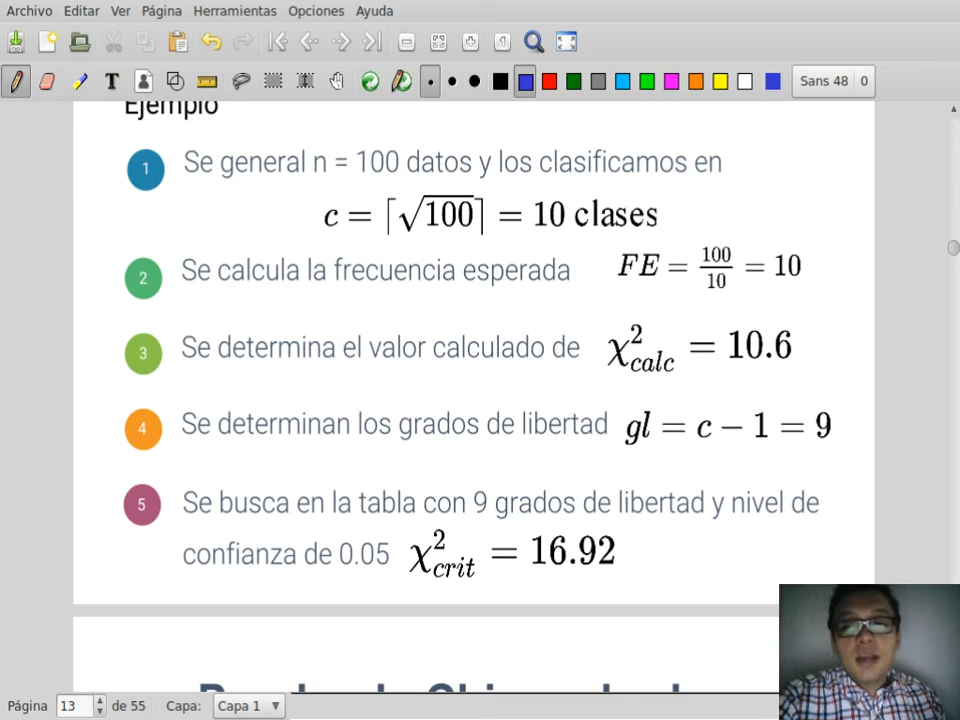 Archivo Editar Ver Página Herramientas Opciones Ayuda
T Sans 48 0
Ejemplo
1 Se general n = 100 datos y los clasificamos en
c = ⌈√100⌉ = 10 clases
2 Se calcula la frecuencia esperada FE = 100/10 = 10
3 Se determina el valor calculado de χ²calc = 10.6
4 Se determinan los grados de libertad gl = c − 1 = 9
5 Se busca en la tabla con 9 grados de libertad y nivel de
confianza de 0.05 χ²crit = 16.92
Página 13 de 55 Capa: Capa 1